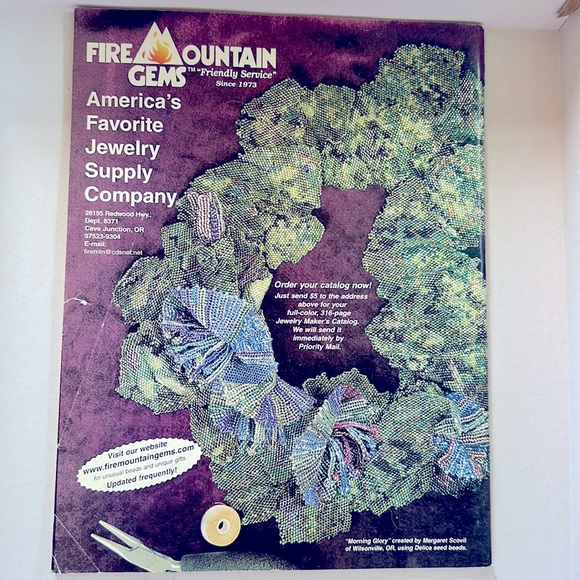 FIRE MOUNTAIN
GEMS™ "Friendly Service"
Since 1973
America's
Favorite
Jewelry
Supply
Company
28195 Redwood Hwy.
Dept. 8371
Cave Junction, OR
97523-9304
E-mail:
firemtn@cdsnet.net
Order your catalog now!
Just send $5 to the address
above for your
full-color, 316-page
Jewelry Maker's Catalog.
We will send it
immediately by
Priority Mail.
Visit our website
www.firemountaingems.com
for unusual beads and unique gifts.
Updated frequently!
"Morning Glory" created by Margaret Scovil
of Wilsonville, OR, using Delica seed beads.